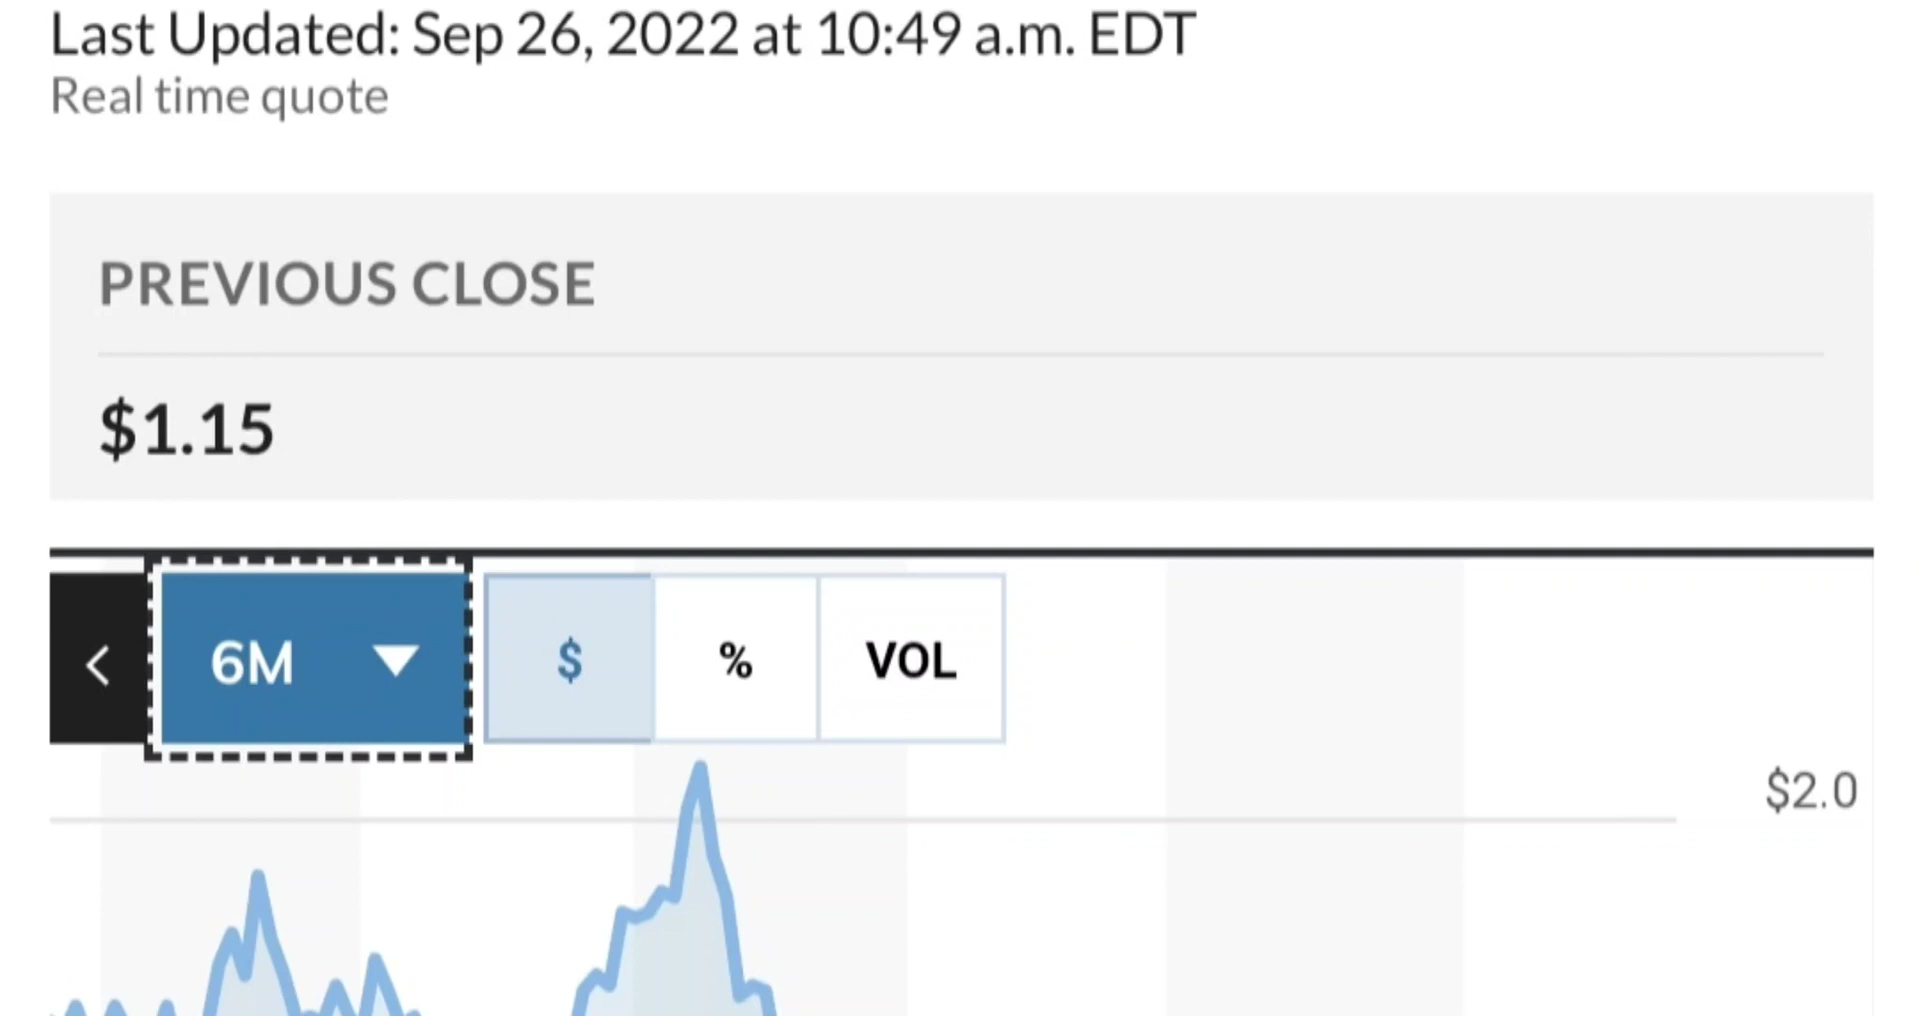 Last Updated: Sep 26, 2022 at 10:49 a.m. EDT
Real time quote
PREVIOUS CLOSE
$1.15
6M $ % VOL
$2.0